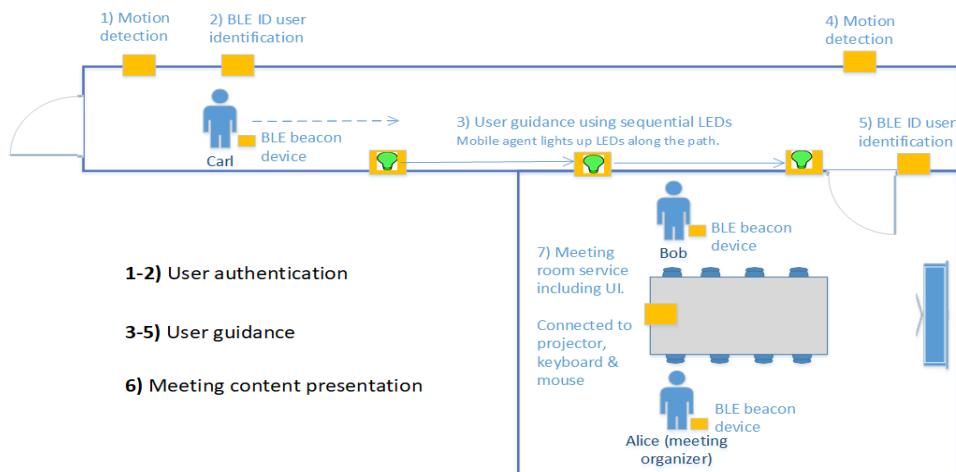 1) Motion
detection
2) BLE ID user
identification
4) Motion
detection
3) User guidance using sequential LEDs
Mobile agent lights up LEDs along the path.
5) BLE ID user
identification
BLE beacon
device
Carl
BLE beacon
device
Bob
7) Meeting
room service
including UI.
Connected to
projector,
keyboard &
mouse
1-2) User authentication
3-5) User guidance
6) Meeting content presentation
BLE beacon
device
Alice (meeting
organizer)